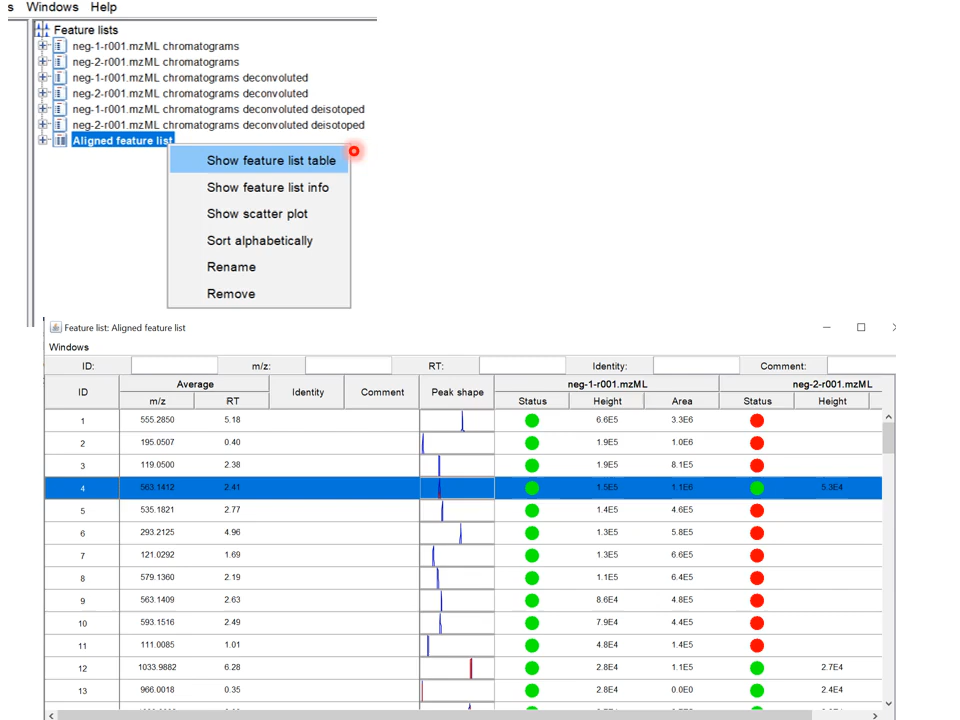 s Windows Help
Feature lists
neg-1-r001.mzML chromatograms
neg-2-r001.mzML chromatograms
neg-1-r001.mzML chromatograms deconvoluted
neg-2-r001.mzML chromatograms deconvoluted
neg-1-r001.mzML chromatograms deconvoluted deisotoped
neg-2-r001.mzML chromatograms deconvoluted deisotoped
Aligned feature list
Show feature list table
Show feature list info
Show scatter plot
Sort alphabetically
Rename
Remove
Feature list: Aligned feature list
Windows
ID: m/z: RT: Identity: Comment:
ID Average Identity Comment Peak shape neg-1-r001.mzML neg-2-r001.mzML
m/z RT Status Height Area Status Height
1 555.2850 5.18 6.6E5 3.3E6
2 195.0507 0.40 1.9E5 1.0E6
3 119.0500 2.38 1.9E5 8.1E5
4 563.1412 2.41 1.5E5 1.1E6 5.3E4
5 535.1821 2.77 1.4E5 4.6E5
6 293.2125 4.96 1.3E5 5.8E5
7 121.0292 1.69 1.3E5 6.6E5
8 579.1360 2.19 1.1E5 6.4E5
9 563.1409 2.63 8.6E4 4.8E5
10 593.1516 2.49 7.9E4 4.4E5
11 111.0085 1.01 4.8E4 1.4E5
12 1033.9882 6.28 2.8E4 1.1E5 2.7E4
13 966.0018 0.35 2.8E4 0.0E0 2.4E4